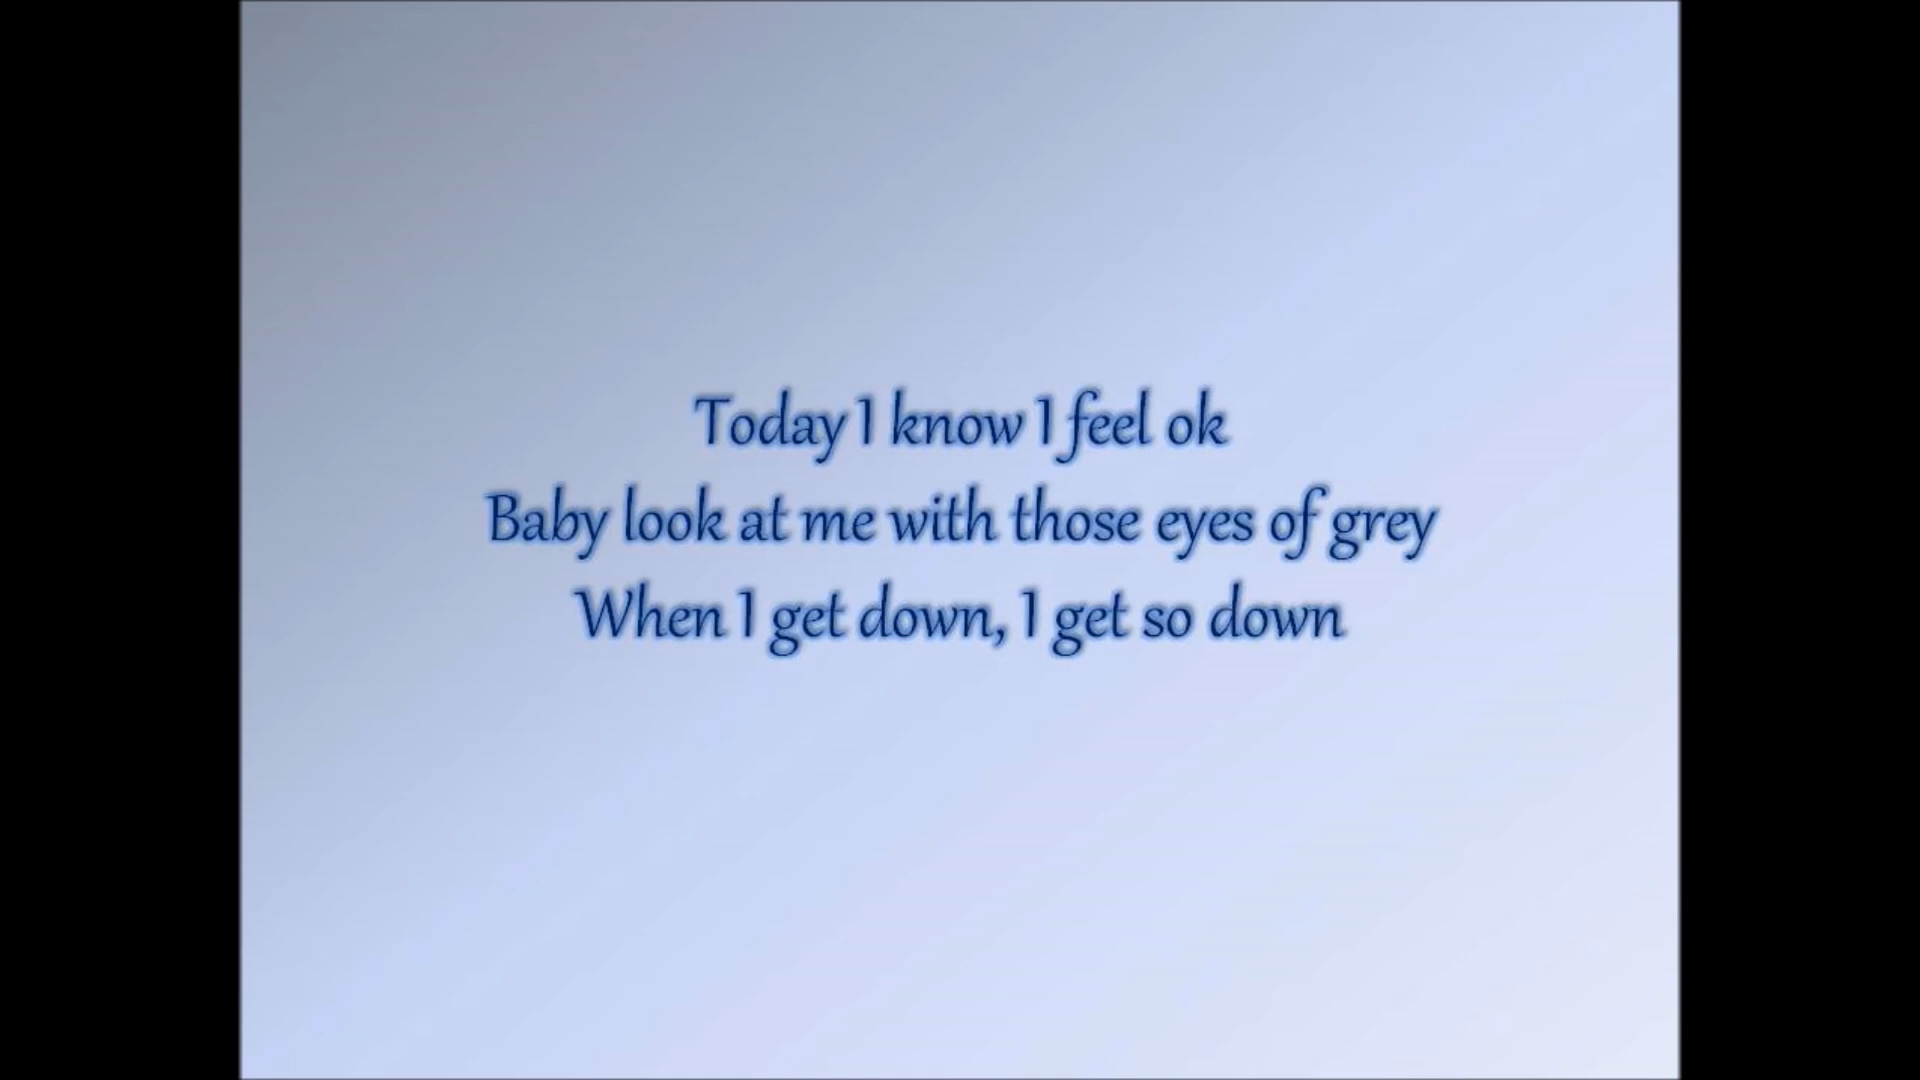 Today I know I feel ok
Baby look at me with those eyes of grey
When I get down, I get so down